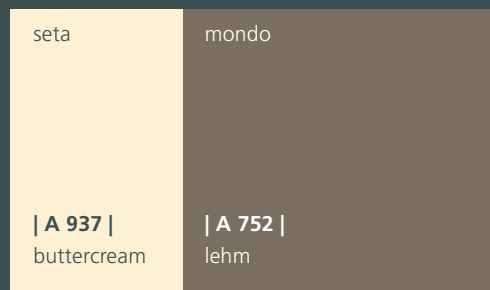 seta
| A 937 |
buttercream
mondo
| A 752 |
lehm